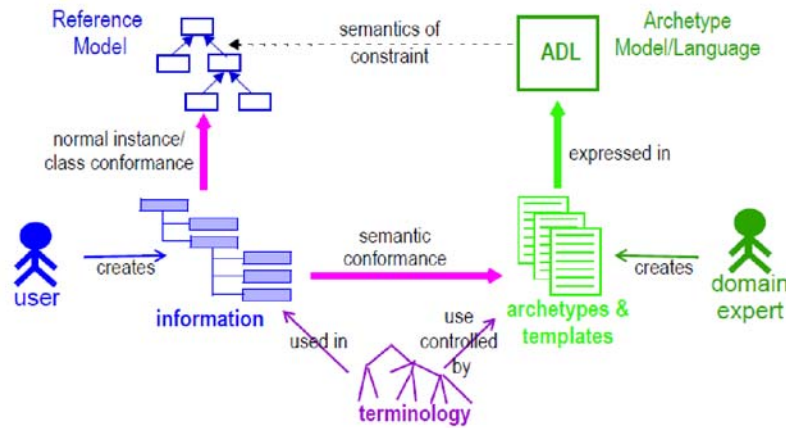 Reference
Model
semantics of
constraint
ADL
Archetype
Model/Language
normal instance/
class conformance
expressed in
user
creates
information
semantic
conformance
archetypes &
templates
creates
domain
expert
used in
use
controlled
by
terminology